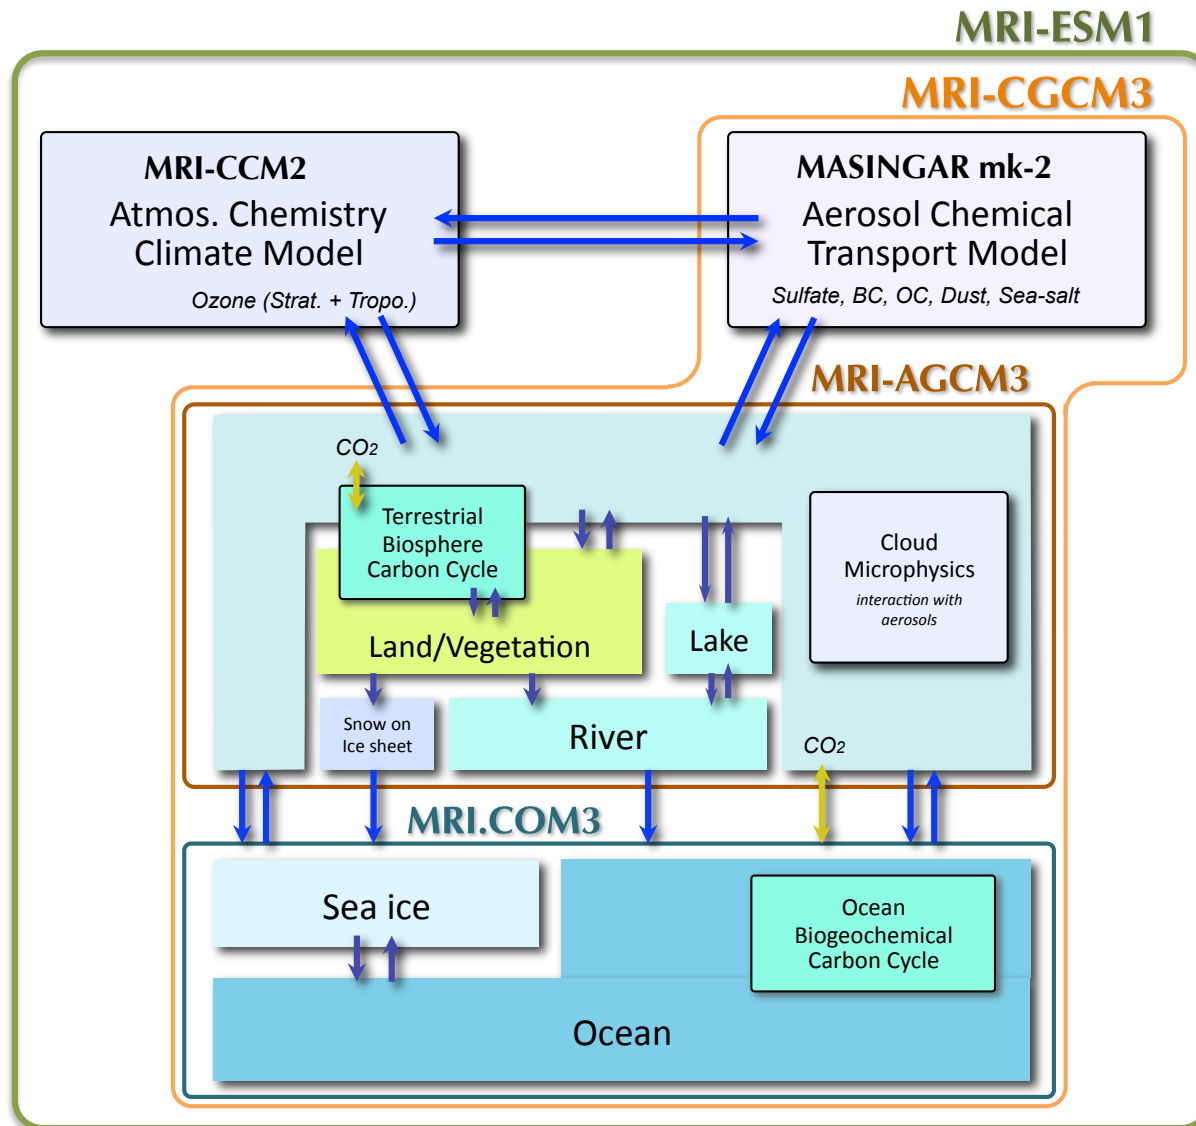 MRI-ESM1
MRI-CGCM3
MRI-CCM2
Atmos. Chemistry
Climate Model
Ozone (Strat. + Tropo.)
MASINGAR mk-2
Aerosol Chemical
Transport Model
Sulfate, BC, OC, Dust, Sea-salt
MRI-AGCM3
CO2
Terrestrial
Biosphere
Carbon Cycle
Land/Vegetation
Lake
Cloud
Microphysics
interaction with
aerosols
Snow on
Ice sheet
River
CO2
MRI.COM3
Sea ice
Ocean
Biogeochemical
Carbon Cycle
Ocean